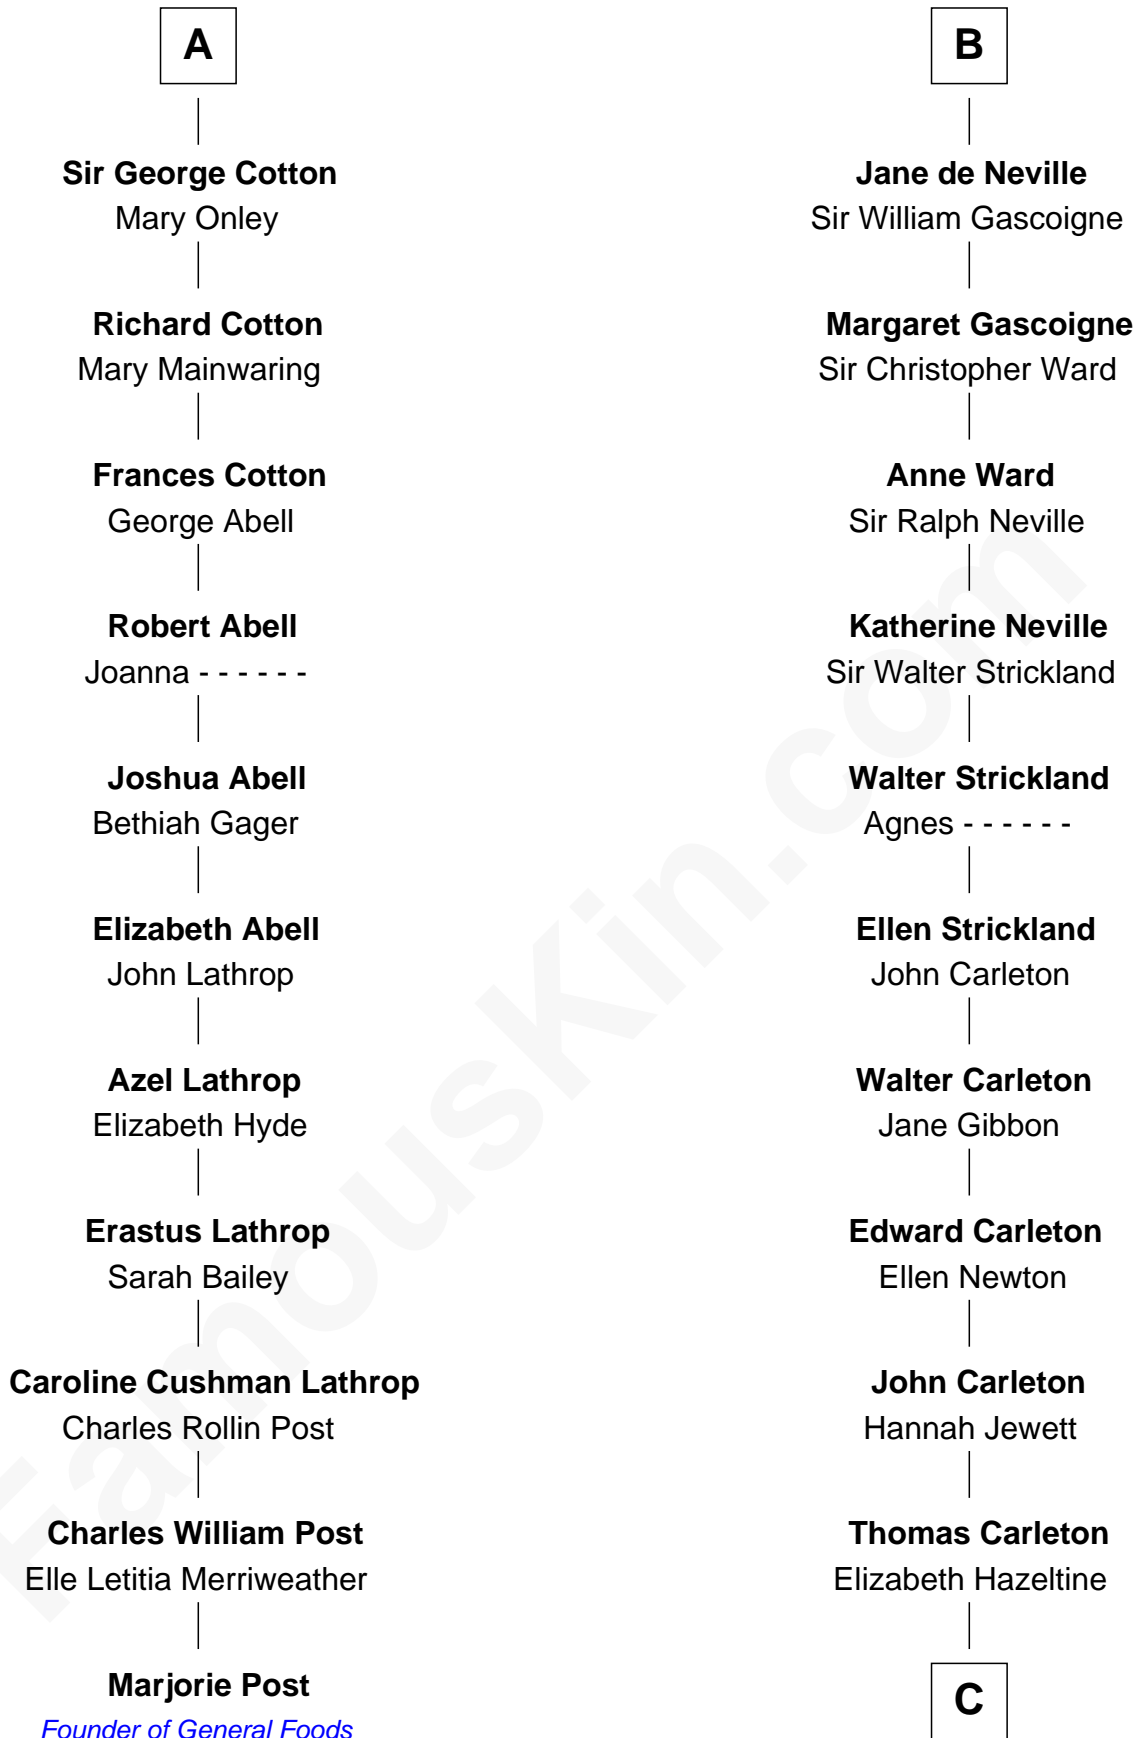 A
Sir George Cotton
Mary Onley
Richard Cotton
Mary Mainwaring
Frances Cotton
George Abell
Robert Abell
Joanna - - - - - -
Joshua Abell
Bethiah Gager
Elizabeth Abell
John Lathrop
Azel Lathrop
Elizabeth Hyde
Erastus Lathrop
Sarah Bailey
Caroline Cushman Lathrop
Charles Rollin Post
Charles William Post
Elle Letitia Merriweather
Marjorie Post
Founder of General Foods
B
Jane de Neville
Sir William Gascoigne
Margaret Gascoigne
Sir Christopher Ward
Anne Ward
Sir Ralph Neville
Katherine Neville
Sir Walter Strickland
Walter Strickland
Agnes - - - - - -
Ellen Strickland
John Carleton
Walter Carleton
Jane Gibbon
Edward Carleton
Ellen Newton
John Carleton
Hannah Jewett
Thomas Carleton
Elizabeth Hazeltine
C
FamousKin.com